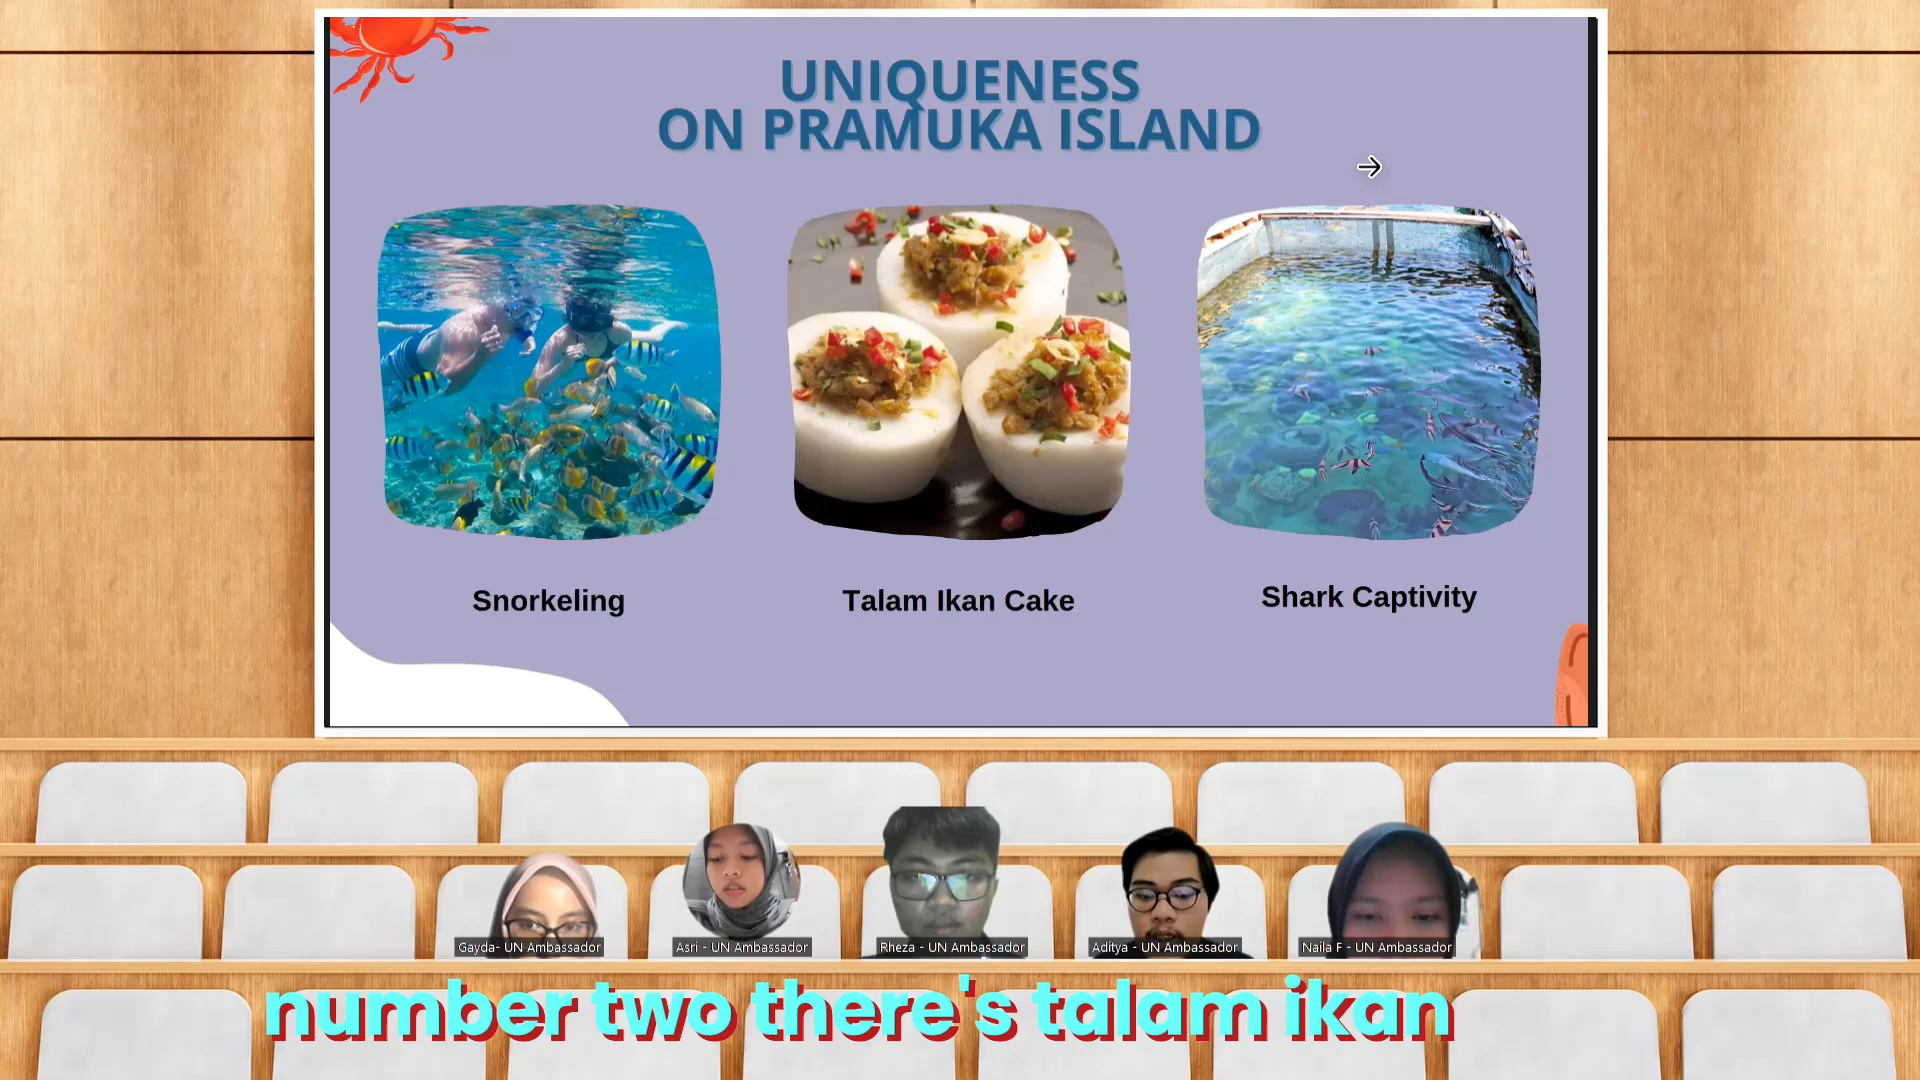 UNIQUENESS
ON PRAMUKA ISLAND
Snorkeling
Talam Ikan Cake
Shark Captivity
Gayda- UN Ambassador
Asri - UN Ambassador
Rheza - UN Ambassador
Aditya - UN Ambassador
Naila F - UN Ambassador
number two there's talam ikan